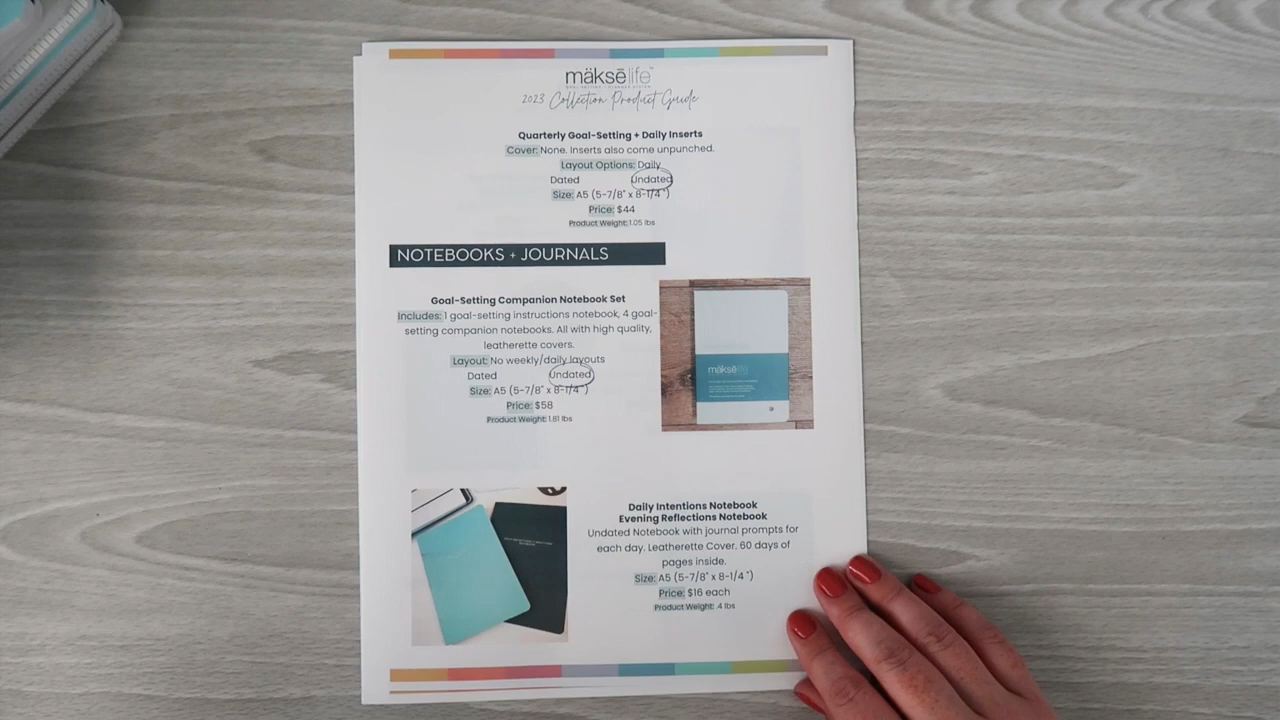 mäksēlife™
GOAL-SETTING + PLANNER SYSTEM
2023 Collection Product Guide
Quarterly Goal-Setting + Daily Inserts
Cover: None. Inserts also come unpunched.
Layout Options: Daily
Dated Undated
Size: A5 (5-7/8" x 8-1/4")
Price: $44
Product Weight: 1.05 lbs
NOTEBOOKS + JOURNALS
Goal-Setting Companion Notebook Set
Includes: 1 goal-setting instructions notebook, 4 goal-
setting companion notebooks. All with high quality,
leatherette covers.
Layout: No weekly/daily layouts
Dated Undated
Size: A5 (5-7/8" x 8-1/4")
Price: $58
Product Weight: 1.81 lbs
mäksēlife
Daily Intentions Notebook
Evening Reflections Notebook
Undated Notebook with journal prompts for
each day. Leatherette Cover. 60 days of
pages inside.
Size: A5 (5-7/8" x 8-1/4")
Price: $16 each
Product Weight: .4 lbs